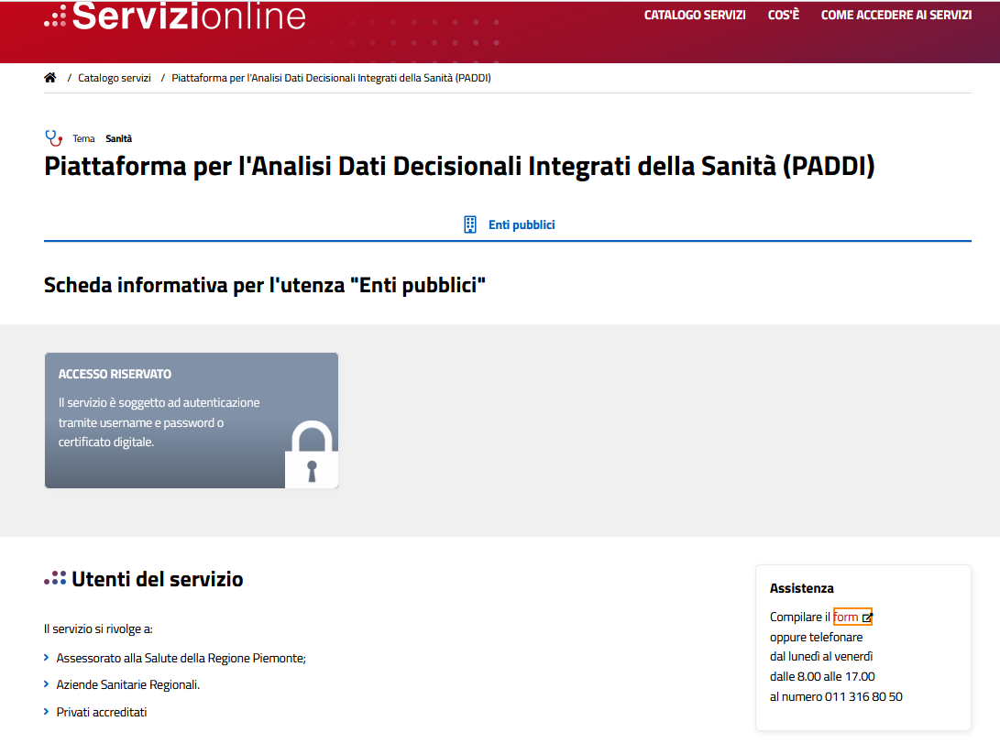 Servizionline
CATALOGO SERVIZI COS'È COME ACCEDERE AI SERVIZI
/ Catalogo servizi / Piattaforma per l'Analisi Dati Decisionali Integrati della Sanità (PADDI)
Tema Sanità
Piattaforma per l'Analisi Dati Decisionali Integrati della Sanità (PADDI)
Enti pubblici
Scheda informativa per l'utenza "Enti pubblici"
ACCESSO RISERVATO
Il servizio è soggetto ad autenticazione
tramite username e password o
certificato digitale.
Utenti del servizio
Il servizio si rivolge a:
Assessorato alla Salute della Regione Piemonte;
Aziende Sanitarie Regionali.
Privati accreditati
Assistenza
Compilare il form
oppure telefonare
dal lunedì al venerdì
dalle 8.00 alle 17.00
al numero 011 316 80 50